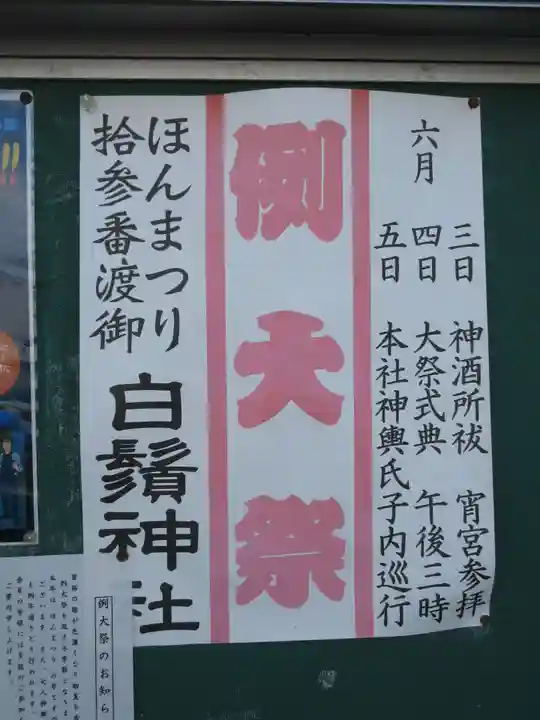 六月
三日 神酒所祓 宵宮参拝
四日 大祭式典 午後三時
五日 本社神輿氏子内巡行
例大祭
ほんまつり
拾参番渡御
白鬚神社
例大祭のお知ら
!!